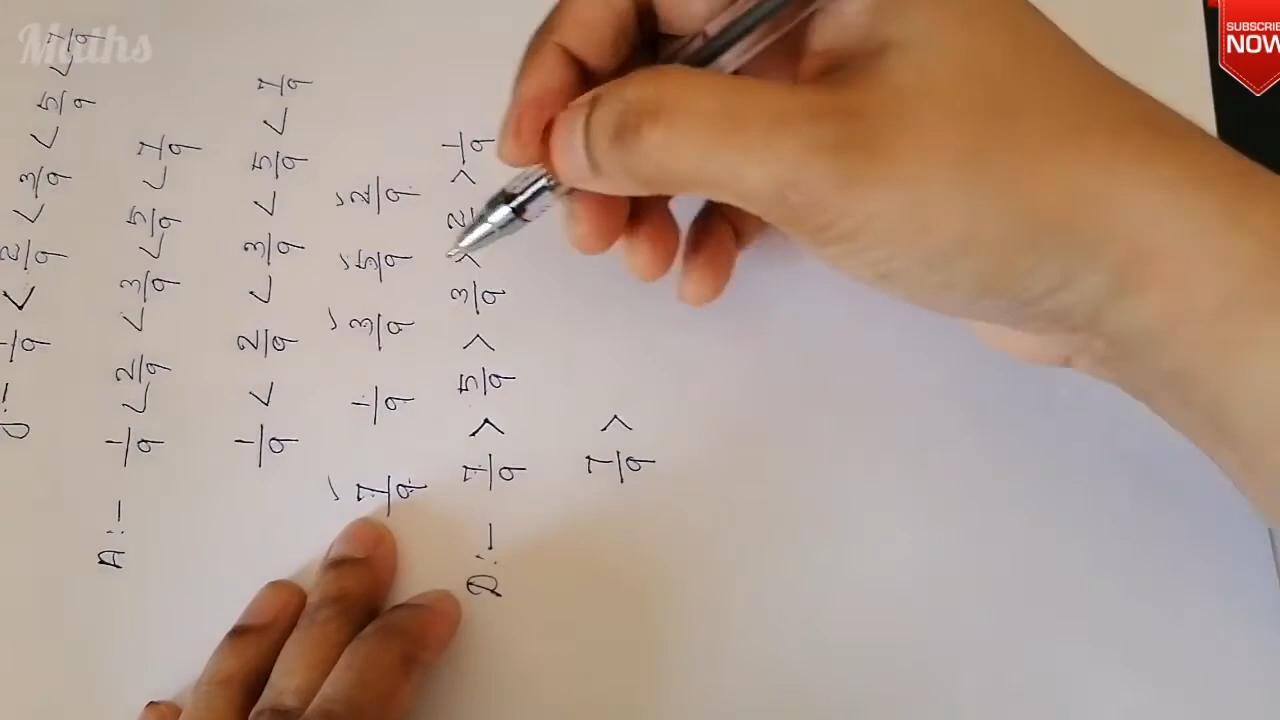 Maths
SUBSCRIBE
NOW
1/9 < 2/9 < 3/9 < 5/9 < 7/9
A:- 1/9 < 2/9 < 3/9 < 5/9 < 7/9
1/9 < 2/9 < 3/9 < 5/9 < 7/9
7/9 1/9 3/9 5/9 2/9
D:- 7/9 > 5/9 > 3/9 > 2 > 1/9
7/9 >